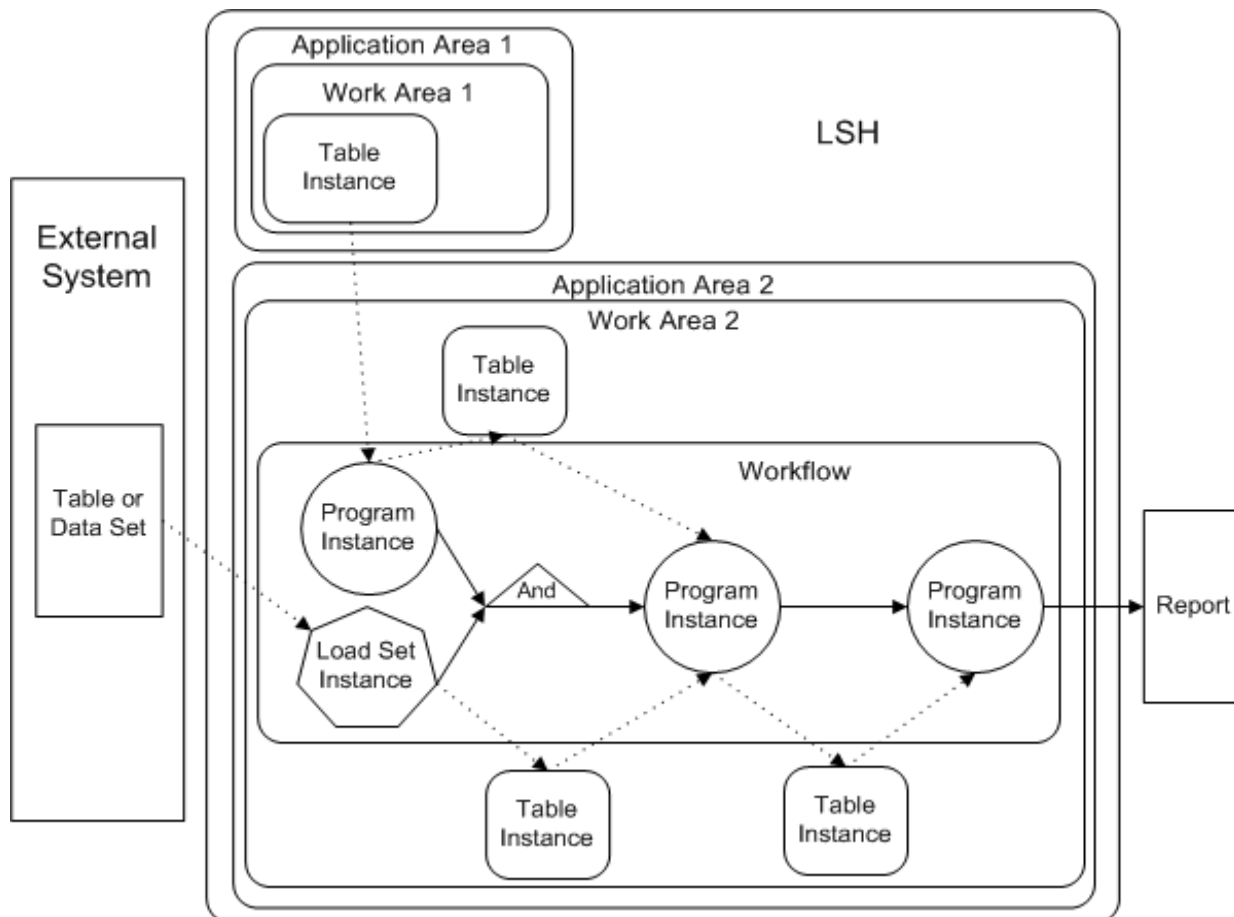 Application Area 1
Work Area 1
Table
Instance
LSH
External
System
Table or
Data Set
Application Area 2
Work Area 2
Table
Instance
Workflow
Program
Instance
And
Load Set
Instance
Program
Instance
Program
Instance
Report
Table
Instance
Table
Instance